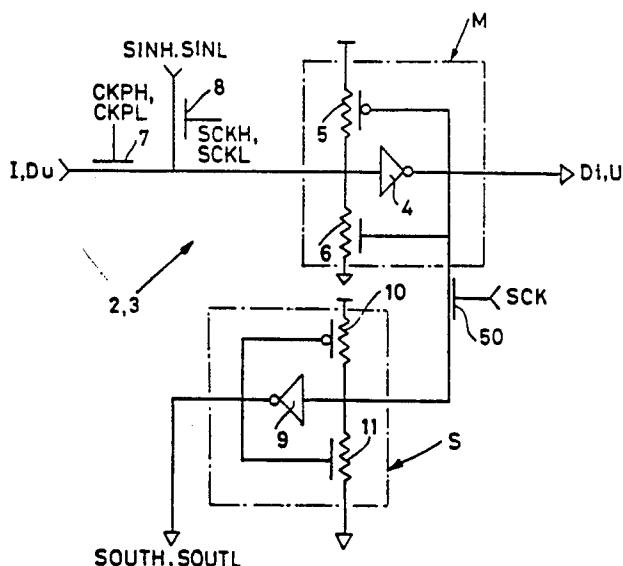 M
SINH.SINL
8
CKPH,
CKPL
7
SCKH,
SCKL
5
I,Du
4
Di,U
6
2,3
SCK
50
10
9
11
S
SOUTH.SOUTL